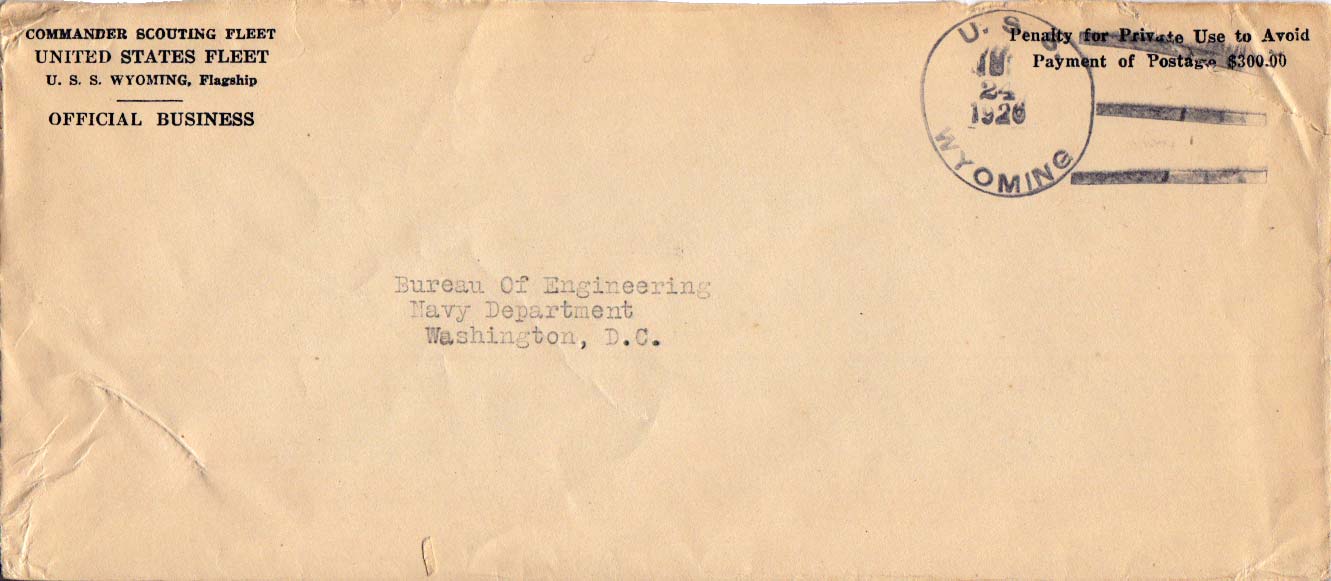 COMMANDER SCOUTING FLEET
UNITED STATES FLEET
U. S. S. WYOMING, Flagship
OFFICIAL BUSINESS
Penalty for Private Use to Avoid
Payment of Postage $300.00
U. S. S.
24
1926
WYOMING
Bureau Of Engineering
Navy Department
Washington, D.C.